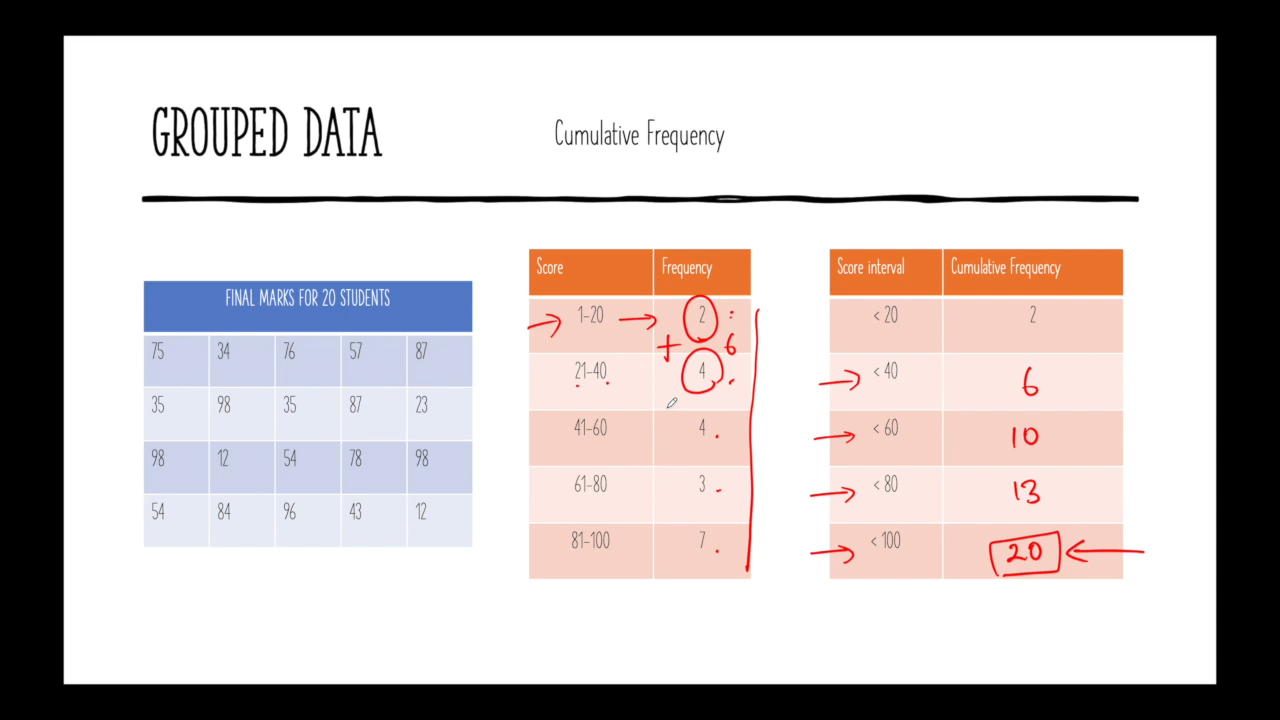 GROUPED DATA
Cumulative Frequency
FINAL MARKS FOR 20 STUDENTS
75 34 76 57 87
35 98 35 87 23
98 12 54 78 98
54 84 96 43 12
Score Frequency
1-20 2
+ 6
21-40 4
41-60 4
61-80 3
81-100 7
Score interval Cumulative Frequency
< 20 2
< 40 6
< 60 10
< 80 13
< 100 20